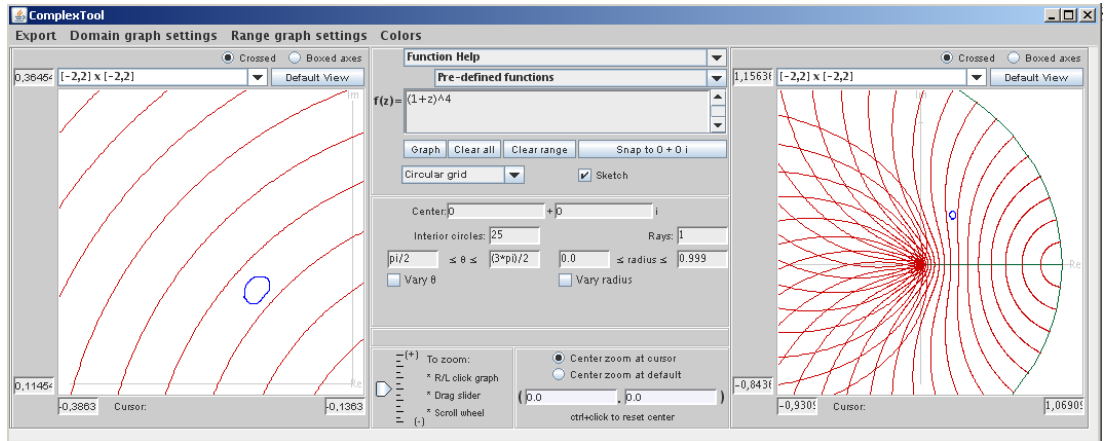 ComplexTool
Export Domain graph settings Range graph settings Colors
Crossed Boxed axes
0,36454 [-2,2] x [-2,2] Default View
Im
Re
0,11454
-0,3863 Cursor: -0,1363
Function Help
Pre-defined functions
f(z)= (1+z)^4
Graph Clear all Clear range Snap to 0 + 0 i
Circular grid Sketch
Center: 0 + 0 i
Interior circles: 25 Rays: 1
pi/2 ≤ θ ≤ (3*pi)/2 0.0 ≤ radius ≤ 0.999
Vary θ Vary radius
(+) To zoom:
* R/L click graph
* Drag slider
* Scroll wheel
(-)
Center zoom at cursor
Center zoom at default
( 0.0 , 0.0 )
ctrl+click to reset center
Crossed Boxed axes
1,1563 [-2,2] x [-2,2] Default View
Im
Re
-0,843
-0,930 Cursor: 1,0690